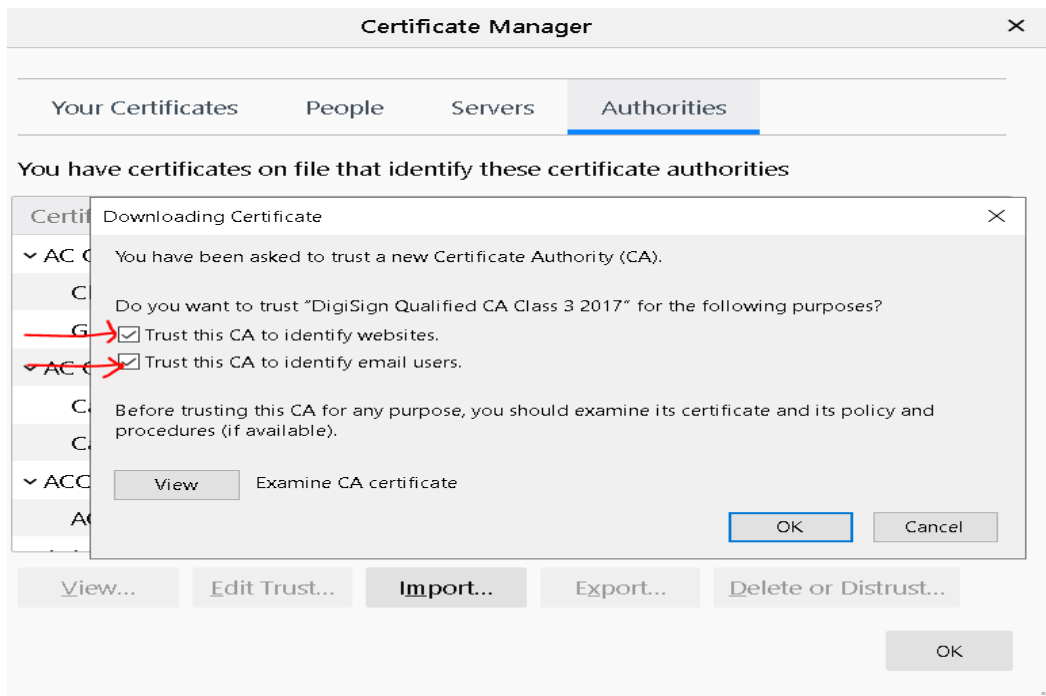 Certificate Manager
Your Certificates People Servers Authorities
You have certificates on file that identify these certificate authorities
Downloading Certificate
You have been asked to trust a new Certificate Authority (CA).
Do you want to trust "DigiSign Qualified CA Class 3 2017" for the following purposes?
Trust this CA to identify websites.
Trust this CA to identify email users.
Before trusting this CA for any purpose, you should examine its certificate and its policy and
procedures (if available).
View Examine CA certificate
OK Cancel
AC
ACC
View... Edit Trust... Import... Export... Delete or Distrust...
OK